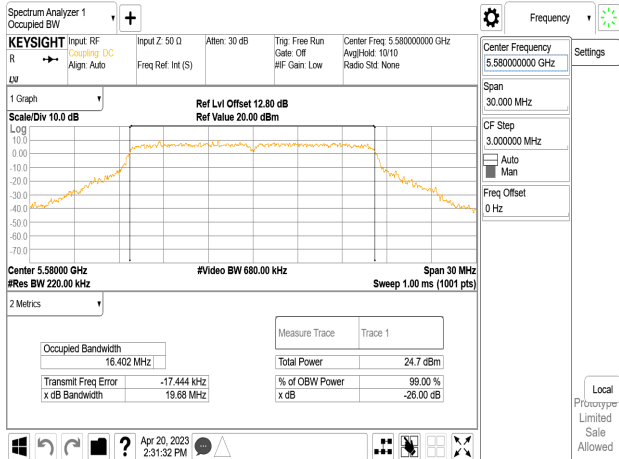 Spectrum Analyzer 1
Occupied BW
Frequency
KEYSIGHT
R
Input: RF
Coupling: DC
Align: Auto
Input Z: 50 Ω
Freq Ref: Int (S)
Atten: 30 dB
Trig: Free Run
Gate: Off
#IF Gain: Low
Center Freq: 5.580000000 GHz
Avg|Hold: 10/10
Radio Std: None
LXI
1 Graph
Scale/Div 10.0 dB
Ref Lvl Offset 12.80 dB
Ref Value 20.00 dBm
Log
10.0
0.00
-10.0
-20.0
-30.0
-40.0
-50.0
-60.0
-70.0
Center 5.58000 GHz
#Res BW 220.00 kHz
#Video BW 680.00 kHz
Span 30 MHz
Sweep 1.00 ms (1001 pts)
2 Metrics
Occupied Bandwidth
16.402 MHz
Transmit Freq Error -17.444 kHz
x dB Bandwidth 19.68 MHz
Measure Trace Trace 1
Total Power 24.7 dBm
% of OBW Power 99.00 %
x dB -26.00 dB
Center Frequency
5.580000000 GHz
Settings
Span
30.000 MHz
CF Step
3.000000 MHz
Auto
Man
Freq Offset
0 Hz
Local
Prototype
Limited
Sale
Allowed
?
Apr 20, 2023
2:31:32 PM